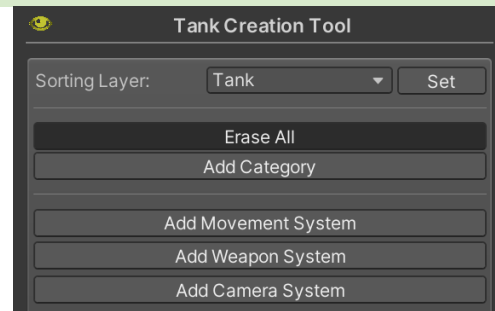 Tank Creation Tool
Sorting Layer: Tank Set
Erase All
Add Category
Add Movement System
Add Weapon System
Add Camera System